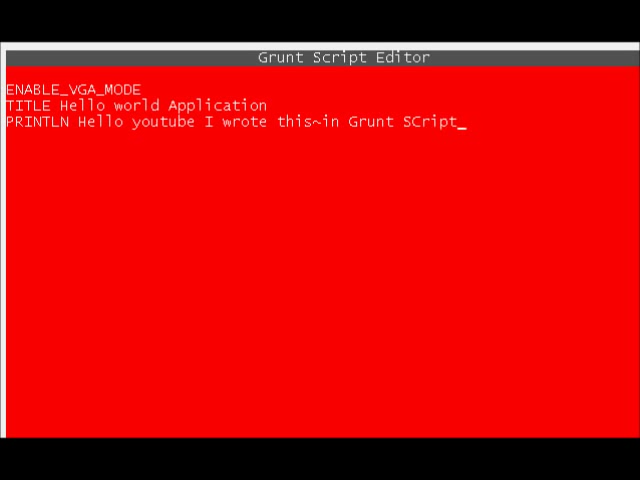 Grunt Script Editor
ENABLE_VGA_MODE
TITLE Hello world Application
PRINTLN Hello youtube I wrote this~in Grunt SCript_